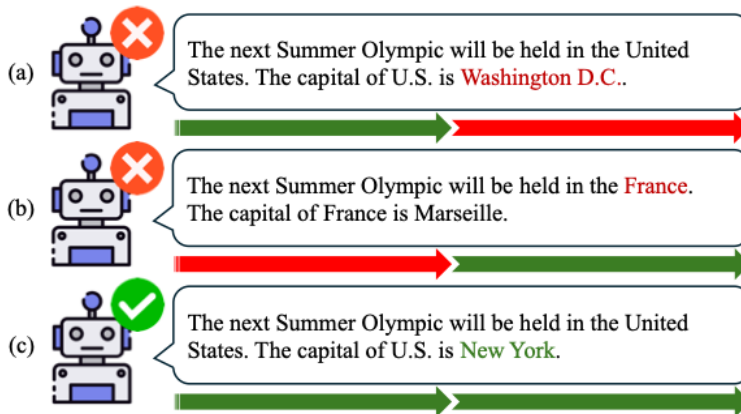 (a)
The next Summer Olympic will be held in the United
States. The capital of U.S. is Washington D.C..
(b)
The next Summer Olympic will be held in the France.
The capital of France is Marseille.
(c)
The next Summer Olympic will be held in the United
States. The capital of U.S. is New York.